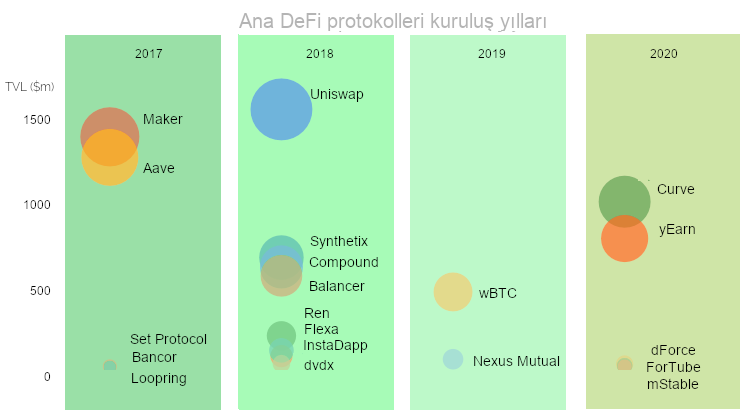 Ana DeFi protokolleri kuruluş yılları
2017
2018
2019
2020
TVL ($m)
1500
1000
500
0
Maker
Aave
Set Protocol
Bancor
Loopring
Uniswap
Synthetix
Compound
Balancer
Ren
Flexa
InstaDapp
dvdx
wBTC
Nexus Mutual
Curve
yEarn
dForce
ForTube
mStable